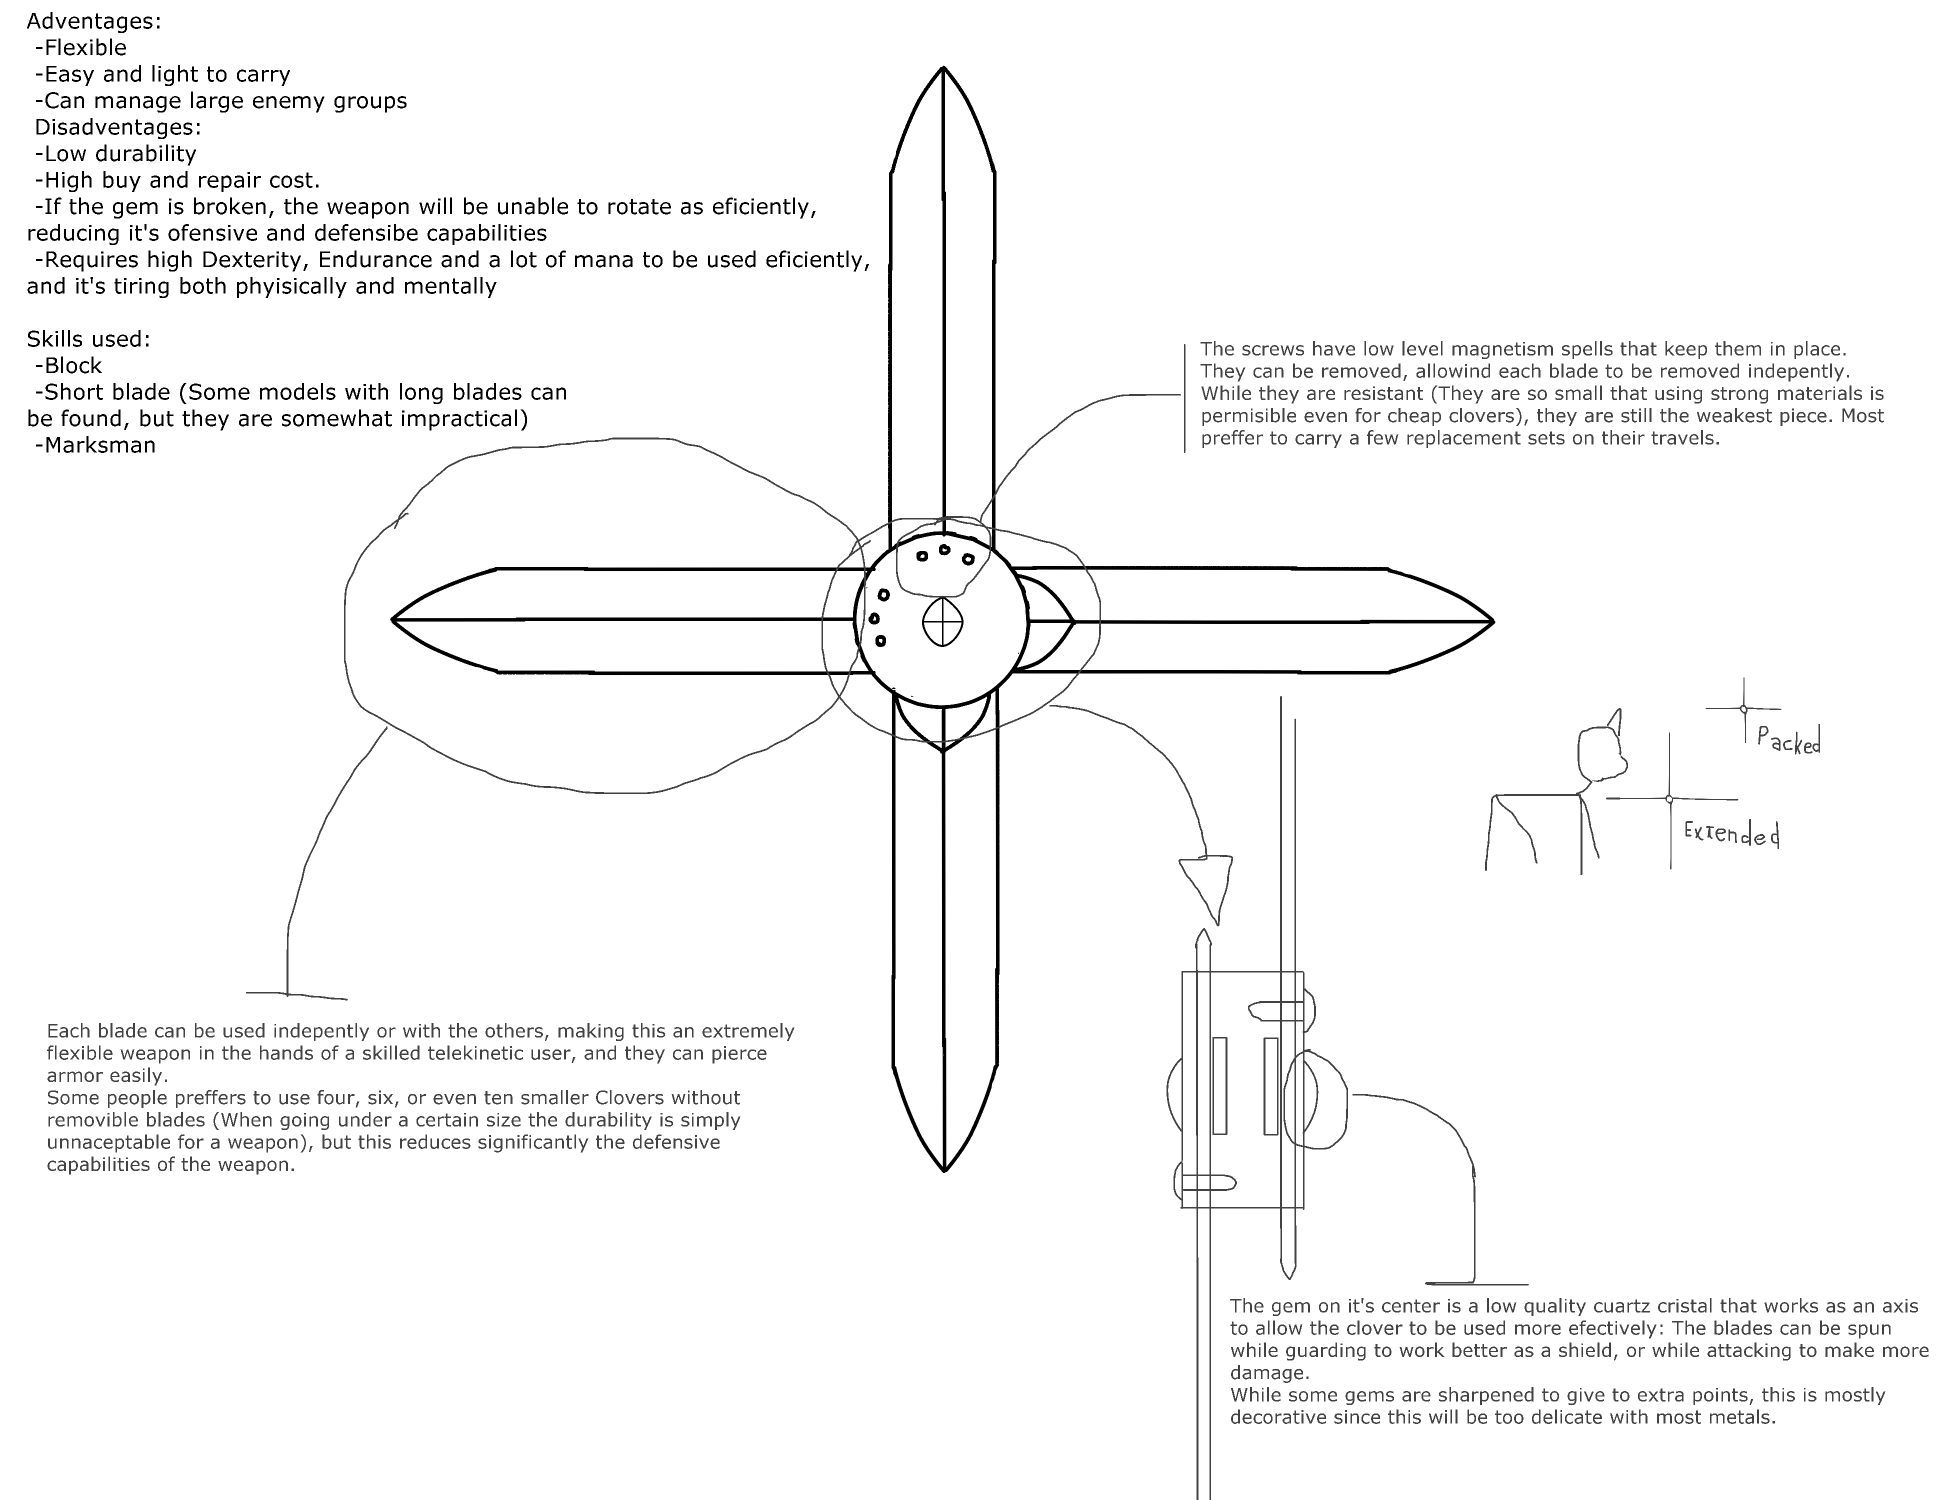 Adventages:
-Flexible
-Easy and light to carry
-Can manage large enemy groups
Disadventages:
-Low durability
-High buy and repair cost.
-If the gem is broken, the weapon will be unable to rotate as eficiently,
reducing it's ofensive and defensibe capabilities
-Requires high Dexterity, Endurance and a lot of mana to be used eficiently,
and it's tiring both phyisically and mentally
Skills used:
-Block
-Short blade (Some models with long blades can
be found, but they are somewhat impractical)
-Marksman
The screws have low level magnetism spells that keep them in place.
They can be removed, allowind each blade to be removed indepently.
While they are resistant (They are so small that using strong materials is
permisible even for cheap clovers), they are still the weakest piece. Most
preffer to carry a few replacement sets on their travels.
Packed
Extended
Each blade can be used indepently or with the others, making this an extremely
flexible weapon in the hands of a skilled telekinetic user, and they can pierce
armor easily.
Some people preffers to use four, six, or even ten smaller Clovers without
removible blades (When going under a certain size the durability is simply
unnaceptable for a weapon), but this reduces significantly the defensive
capabilities of the weapon.
The gem on it's center is a low quality cuartz cristal that works as an axis
to allow the clover to be used more efectively: The blades can be spun
while guarding to work better as a shield, or while attacking to make more
damage.
While some gems are sharpened to give to extra points, this is mostly
decorative since this will be too delicate with most metals.